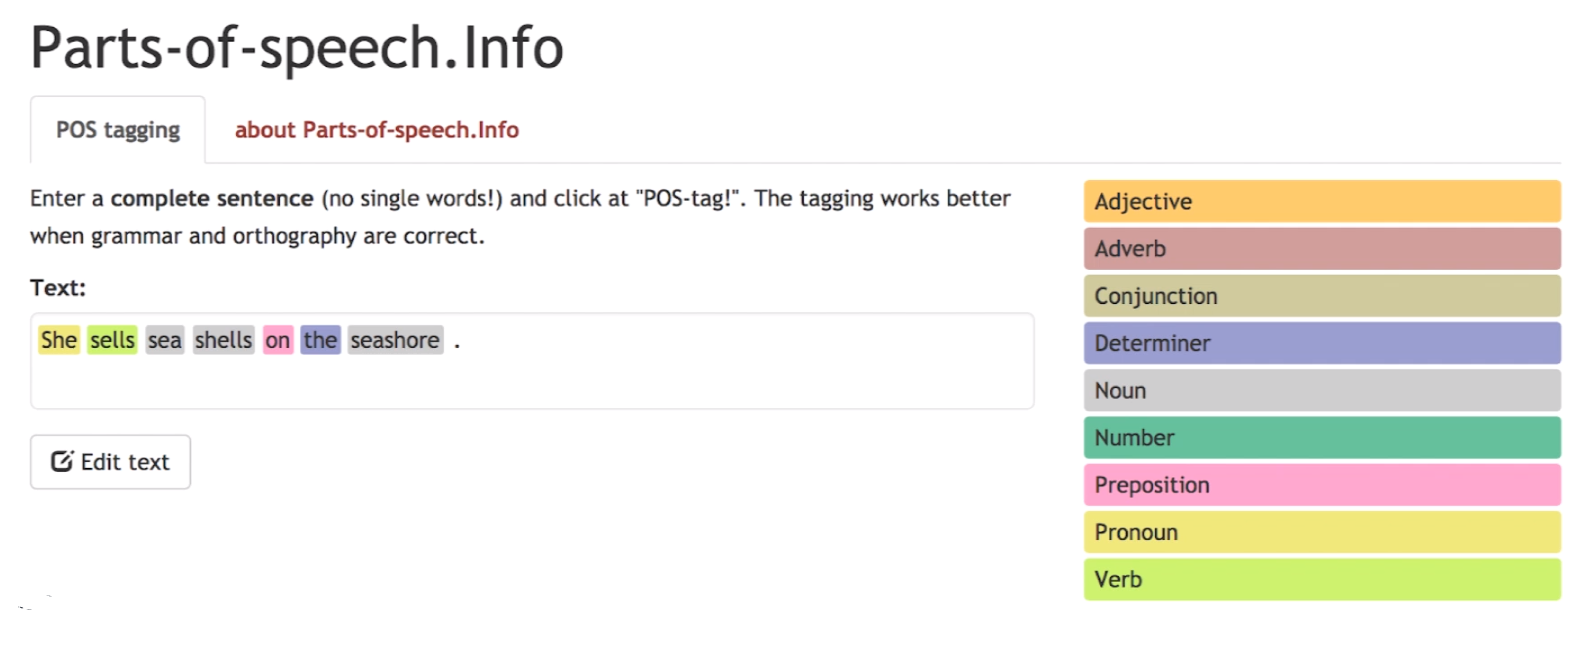 Parts-of-speech.Info
POS tagging
about Parts-of-speech.Info
Enter a complete sentence (no single words!) and click at "POS-tag!". The tagging works better
when grammar and orthography are correct.
Text:
She sells sea shells on the seashore .
Edit text
Adjective
Adverb
Conjunction
Determiner
Noun
Number
Preposition
Pronoun
Verb